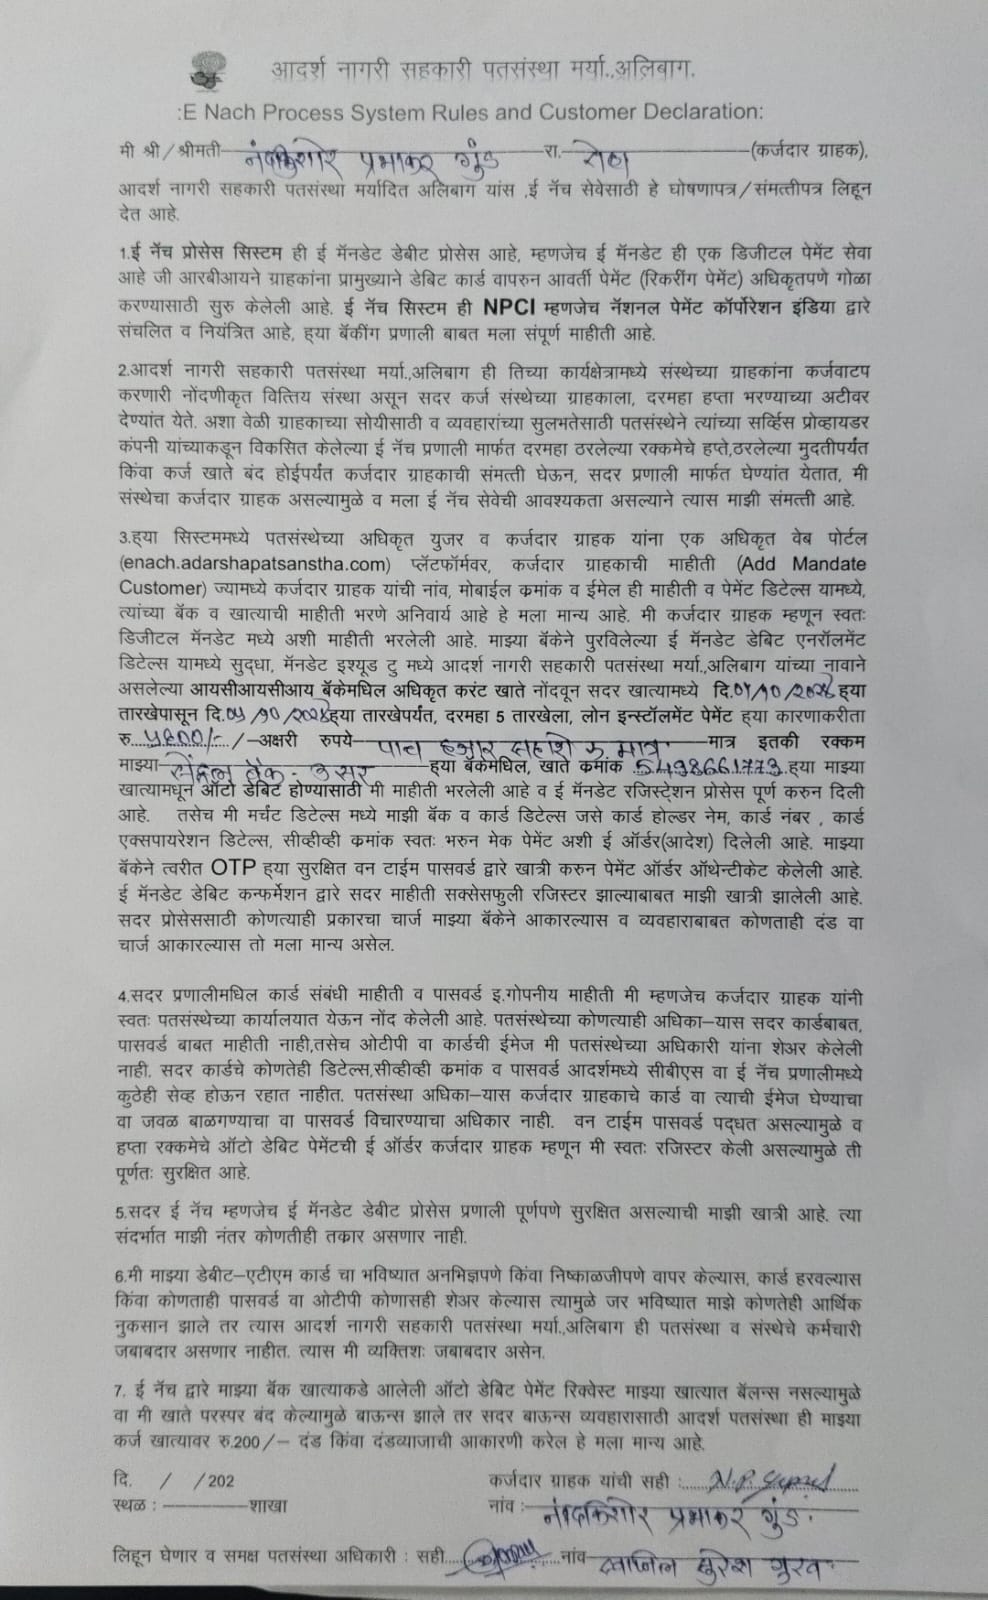 आदर्श नागरी सहकारी पतसंस्था मर्या.,अलिबाग.
:E Nach Process System Rules and Customer Declaration:
मी श्री/श्रीमती नंदकिशोर प्रभाकर गुंड रा. रोहा (कर्जदार ग्राहक),
आदर्श नागरी सहकारी पतसंस्था मर्यादित अलिबाग यांस ,ई नॅच सेवेसाठी हे घोषणापत्र/संमत्तीपत्र लिहून
देत आहे.
1.ई नॅच प्रोसेस सिस्टिम ही ई मॅनडेट डेबीट प्रोसेस आहे, म्हणजेच ई मॅनडेट ही एक डिजीटल पेमेंट सेवा
आहे जी आरबीआयने ग्राहकांना प्रामुख्याने डेबिट कार्ड वापरुन आवर्ती पेमेंट (रिकरींग पेमेंट) अधिकृतपणे गोळा
करण्यासाठी सुरु केलेली आहे. ई नॅच सिस्टम ही NPCI म्हणजेच नॅशनल पेमेंट कॉर्पोरेशन इंडिया द्वारे
संचलित व नियंत्रित आहे, हया बॅकींग प्रणाली बाबत मला संपूर्ण माहीती आहे.
2.आदर्श नागरी सहकारी पतसंस्था मर्या.,अलिबाग ही तिच्या कार्यक्षेत्रामध्ये संस्थेच्या ग्राहकांना कर्जवाटप
करणारी नोंदणीकृत वित्तिय संस्था असून सदर कर्ज संस्थेच्या ग्राहकाला, दरमहा हप्ता भरण्याच्या अटीवर
देण्यांत येते. अशा वेळी ग्राहकाच्या सोयीसाठी व व्यवहारांच्या सुलभतेसाठी पतसंस्थेने त्यांच्या सर्व्हिस प्रोव्हायडर
कंपनी यांच्याकडून विकसित केलेल्या ई नॅच प्रणाली मार्फत दरमहा ठरलेल्या रक्कमेचे हप्ते,ठरलेल्या मुदतीपर्यंत
किंवा कर्ज खाते बंद होईपर्यंत कर्जदार ग्राहकाची संमत्ती घेऊन, सदर प्रणाली मार्फत घेण्यांत येतात, मी
संस्थेचा कर्जदार ग्राहक असल्यामुळे व मला ई नॅच सेवेची आवश्यकता असल्याने त्यास माझी संमत्ती आहे.
3.हया सिस्टममध्ये पतसंस्थेच्या अधिकृत युजर व कर्जदार ग्राहक यांना एक अधिकृत वेब पोर्टल
(enach.adarshapatsanstha.com) प्लॅटफॉर्मवर, कर्जदार ग्राहकाची माहीती (Add Mandate
Customer) ज्यामध्ये कर्जदार ग्राहक यांची नांव, मोबाईल क्रमांक व ईमेल ही माहीती व पेमेंट डिटेल्स यामध्ये,
त्यांच्या बॅक व खात्याची माहीती भरणे अनिवार्य आहे हे मला मान्य आहे. मी कर्जदार ग्राहक म्हणून स्वतः
डिजीटल मॅनडेट मध्ये अशी माहीती भरलेली आहे. माझ्या बॅकेने पुरविलेल्या ई मॅनडेट डेबिट एनरॉलमेंट
डिटेल्स यामध्ये सुद्धा, मॅनडेट इश्यूड टु मध्ये आदर्श नागरी सहकारी पतसंस्था मर्या.,अलिबाग यांच्या नावाने
असलेल्या आयसीआयसीआय बॅकेमधिल अधिकृत करंट खाते नोंदवून सदर खात्यामध्ये दि. /10 / हया
तारखेपासून दि. /10 / हया तारखेपर्यंत, दरमहा 5 तारखेला, लोन इन्स्टॉलमेंट पेमेंट हया कारणाकरीता
रु. ५६००/- /-अक्षरी रुपये पाच हजार सहाशे रु. मात्र मात्र इतकी रक्कम
माझ्या सेंट्रल बँक - उसर हया बॅकेमधिल, खाते कमांक 5498661773 हया माझ्या
खात्यामधून ऑटो डेबिट होण्यासाठी मी माहीती भरलेली आहे व ई मॅनडेट रजिस्ट्रेशन प्रोसेस पूर्ण करुन दिली
आहे. तसेच मी मर्चंट डिटेल्स मध्ये माझी बॅक व कार्ड डिटेल्स जसे कार्ड होल्डर नेम, कार्ड नंबर , कार्ड
एक्सपायरेशन डिटेल्स, सीव्हीव्ही कमांक स्वतः भरुन मेक पेमेंट अशी ई ऑर्डर(आदेश) दिलेली आहे. माझ्या
बॅकेने त्वरीत OTP हया सुरक्षित वन टाईम पासवर्ड द्वारे खात्री करुन पेमेंट ऑर्डर ऑथेन्टीकेट केलेली आहे.
ई मॅनडेट डेबिट कन्फर्मेशन द्वारे सदर माहीती सक्सेसफुली रजिस्टर झाल्याबाबत माझी खात्री झालेली आहे.
सदर प्रोसेससाठी कोणत्याही प्रकारचा चार्ज माझ्या बॅकेने आकारल्यास व व्यवहाराबाबत कोणताही दंड वा
चार्ज आकारल्यास तो मला मान्य असेल.
4.सदर प्रणालीमधिल कार्ड संबंधी माहीती व पासवर्ड इ.गोपनीय माहीती मी म्हणजेच कर्जदार ग्राहक यांनी
स्वतः पतसंस्थेच्या कार्यालयात येऊन नोंद केलेली आहे. पतसंस्थेच्या कोणत्याही अधिका-यास सदर कार्डबाबत,
पासवर्ड बाबत माहीती नाही,तसेच ओटीपी वा कार्डची ईमेज मी पतसंस्थेच्या अधिकारी यांना शेअर केलेली
नाही. सदर कार्डचे कोणतेही डिटेल्स,सीव्हीव्ही कमांक व पासवर्ड आदर्शमध्ये सीबीएस वा ई नॅच प्रणालीमध्ये
कुठेही सेव्ह होऊन रहात नाहीत. पतसंस्था अधिका-यास कर्जदार ग्राहकाचे कार्ड वा त्याची ईमेज घेण्याचा
वा जवळ बाळगण्याचा वा पासवर्ड विचारण्याचा अधिकार नाही. वन टाईम पासवर्ड पद्धत असल्यामुळे व
हप्ता रक्कमेचे ऑटो डेबिट पेमेंटची ई ऑर्डर कर्जदार ग्राहक म्हणून मी स्वतः रजिस्टर केली असल्यामुळे ती
पूर्णतः सुरक्षित आहे.
5.सदर ई नॅच म्हणजेच ई मॅनडेट डेबीट प्रोसेस प्रणाली पूर्णपणे सुरक्षित असल्याची माझी खात्री आहे. त्या
संदर्भात माझी नंतर कोणतीही तकार असणार नाही.
6.मी माझ्या डेबीट-एटीएम कार्ड चा भविष्यात अनभिज्ञपणे किंवा निष्काळजीपणे वापर केल्यास, कार्ड हरवल्यास
किंवा कोणताही पासवर्ड वा ओटीपी कोणासही शेअर केल्यास त्यामुळे जर भविष्यात माझे कोणतेही आर्थिक
नुकसान झाले तर त्यास आदर्श नागरी सहकारी पतसंस्था मर्या.,अलिबाग ही पतसंस्था व संस्थेचे कर्मचारी
जबाबदार असणार नाहीत. त्यास मी व्यक्तिशः जबाबदार असेन.
7. ई नॅच द्वारे माझ्या बॅक खात्याकडे आलेली ऑटो डेबिट पेमेंट रिक्वेस्ट माझ्या खात्यात बॅलन्स नसल्यामुळे
वा मी खाते परस्पर बंद केल्यामुळे बाऊन्स झाले तर सदर बाऊन्स व्यवहारासाठी आदर्श पतसंस्था ही माझ्या
कर्ज खात्यावर रु.200/- दंड किंवा दंडव्याजाची आकारणी करेल हे मला मान्य आहे.
दि. / /202 कर्जदार ग्राहक यांची सही :
स्थळ : शाखा नांव : नंदकिशोर प्रभाकर गुंड.
लिहून घेणार व समक्ष पतसंस्था अधिकारी : सही नांव स्वप्निल सुरेश गुरव